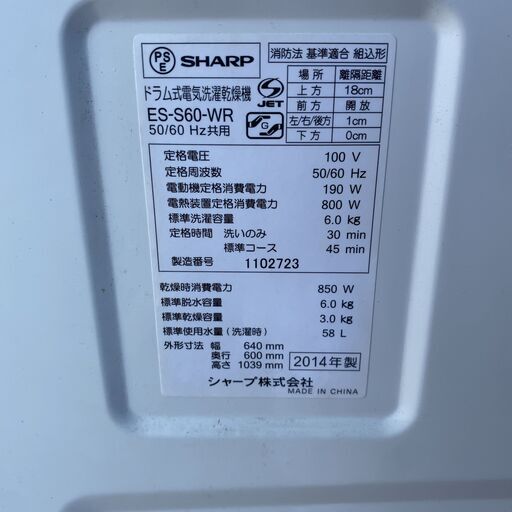 PS
E
SHARP
消防法 基準適合 組込形
ドラム式電気洗濯乾燥機
ES-S60-WR
50/60 Hz共用
S
JET
G
場所 離隔距離
上方 18cm
前方 開放
左/右/後方 1cm
下方 0cm
定格電圧 100 V
定格周波数 50/60 Hz
電動機定格消費電力 190 W
電熱装置定格消費電力 800 W
標準洗濯容量 6.0 kg
定格時間 洗いのみ 30 min
標準コース 45 min
製造番号 1102723
乾燥時消費電力 850 W
標準脱水容量 6.0 kg
標準乾燥容量 3.0 kg
標準使用水量(洗濯時) 58 L
外形寸法 幅 640 mm
奥行 600 mm
高さ 1039 mm
2014年製
シャープ株式会社
MADE IN CHINA